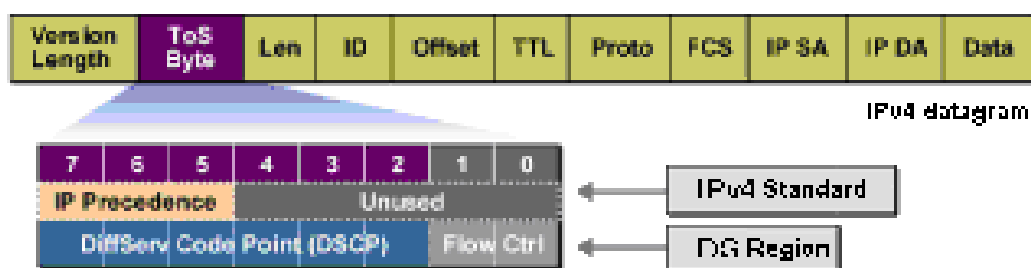 Version Length ToS Byte Len ID Offset TTL Proto FCS IP SA IP DA Data
IPv4 datagram
7 6 5 4 3 2 1 0
IP Precedence Unused
IPv4 Standard
DiffServ Code Point (DSCP) Flow Ctrl
Region